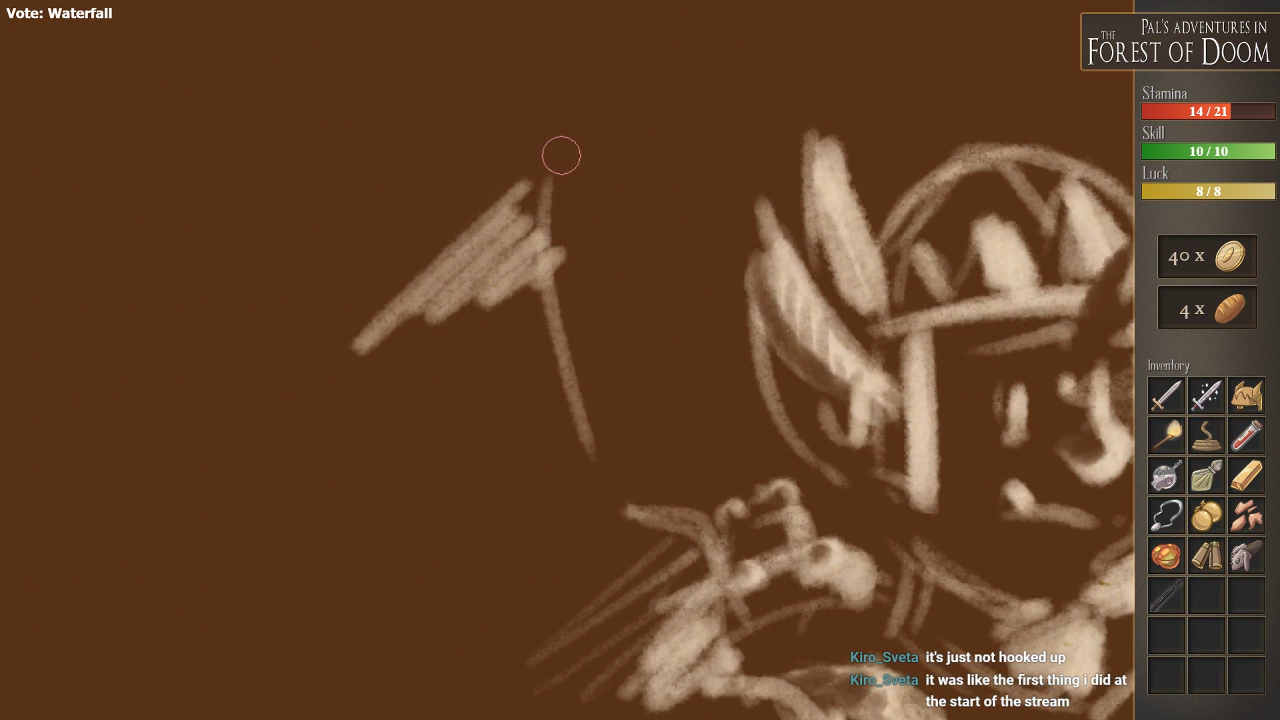 Vote: Waterfall
PAL'S ADVENTURES IN
THE FOREST OF DOOM
Stamina
14 / 21
Skill
10 / 10
Luck
8 / 8
40 x
4 x
Inventory
Kiro_Sveta it's just not hooked up
Kiro_Sveta it was like the first thing i did at
the start of the stream